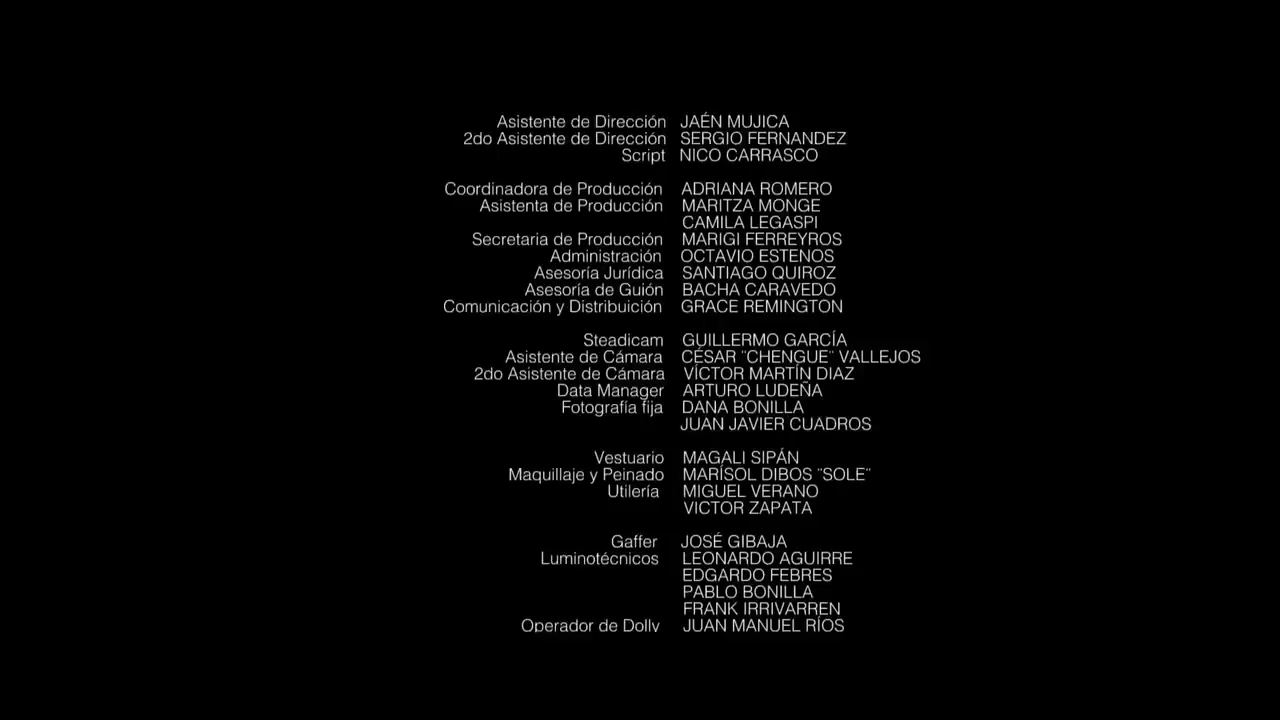 Asistente de Dirección JAÉN MUJICA
2do Asistente de Dirección SERGIO FERNANDEZ
Script NICO CARRASCO
Coordinadora de Producción ADRIANA ROMERO
Asistenta de Producción MARITZA MONGE
CAMILA LEGASPI
Secretaria de Producción MARIGI FERREYROS
Administración OCTAVIO ESTENOS
Asesoría Jurídica SANTIAGO QUIROZ
Asesoría de Guión BACHA CARAVEDO
Comunicación y Distribuición GRACE REMINGTON
Steadicam GUILLERMO GARCÍA
Asistente de Cámara CÉSAR "CHENGUE" VALLEJOS
2do Asistente de Cámara VÍCTOR MARTÍN DIAZ
Data Manager ARTURO LUDEÑA
Fotografía fija DANA BONILLA
JUAN JAVIER CUADROS
Vestuario MAGALI SIPÁN
Maquillaje y Peinado MARÍSOL DIBOS "SOLE"
Utilería MIGUEL VERANO
VICTOR ZAPATA
Gaffer JOSÉ GIBAJA
Luminotécnicos LEONARDO AGUIRRE
EDGARDO FEBRES
PABLO BONILLA
FRANK IRRIVARREN
Operador de Dolly JUAN MANUEL RÍOS